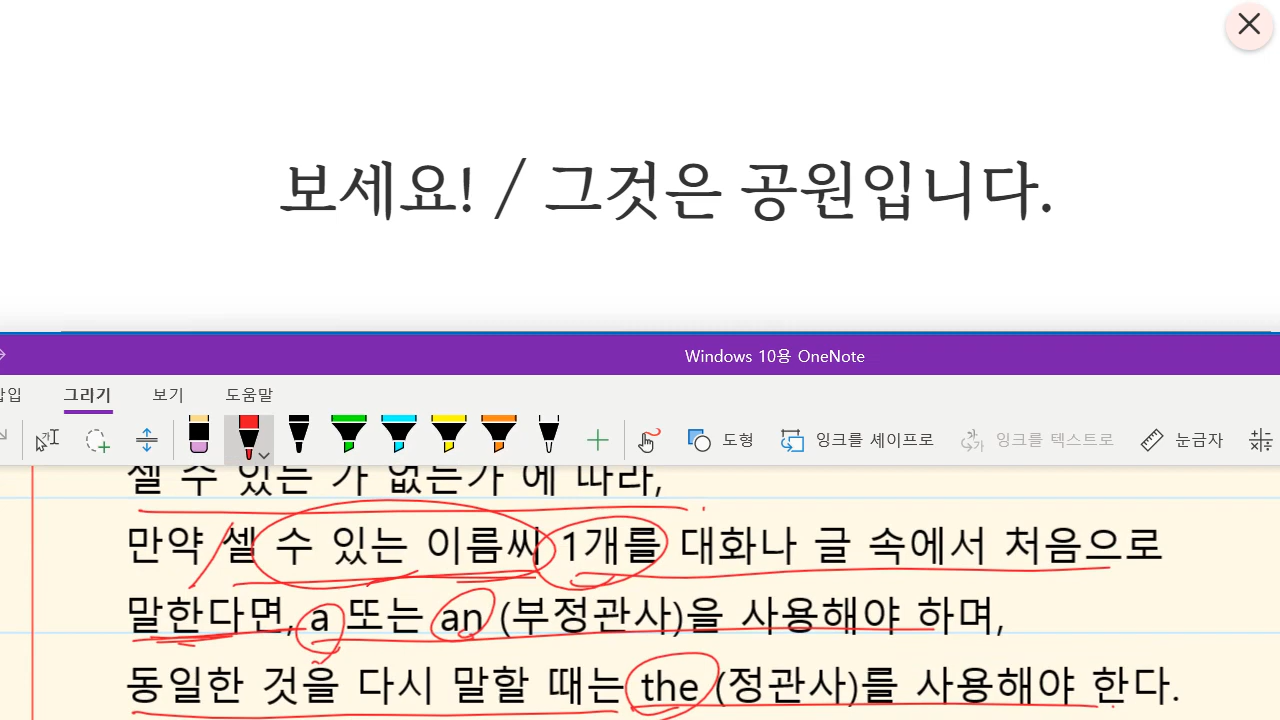 보세요! / 그것은 공원입니다.
Windows 10용 OneNote
그리기 보기 도움말
도형 잉크를 셰이프로 잉크를 텍스트로 눈금자
셀 수 있는 가 없는가 에 따라,
만약 셀 수 있는 이름씨 1개를 대화나 글 속에서 처음으로
말한다면, a 또는 an (부정관사)을 사용해야 하며,
동일한 것을 다시 말할 때는 the (정관사)를 사용해야 한다.